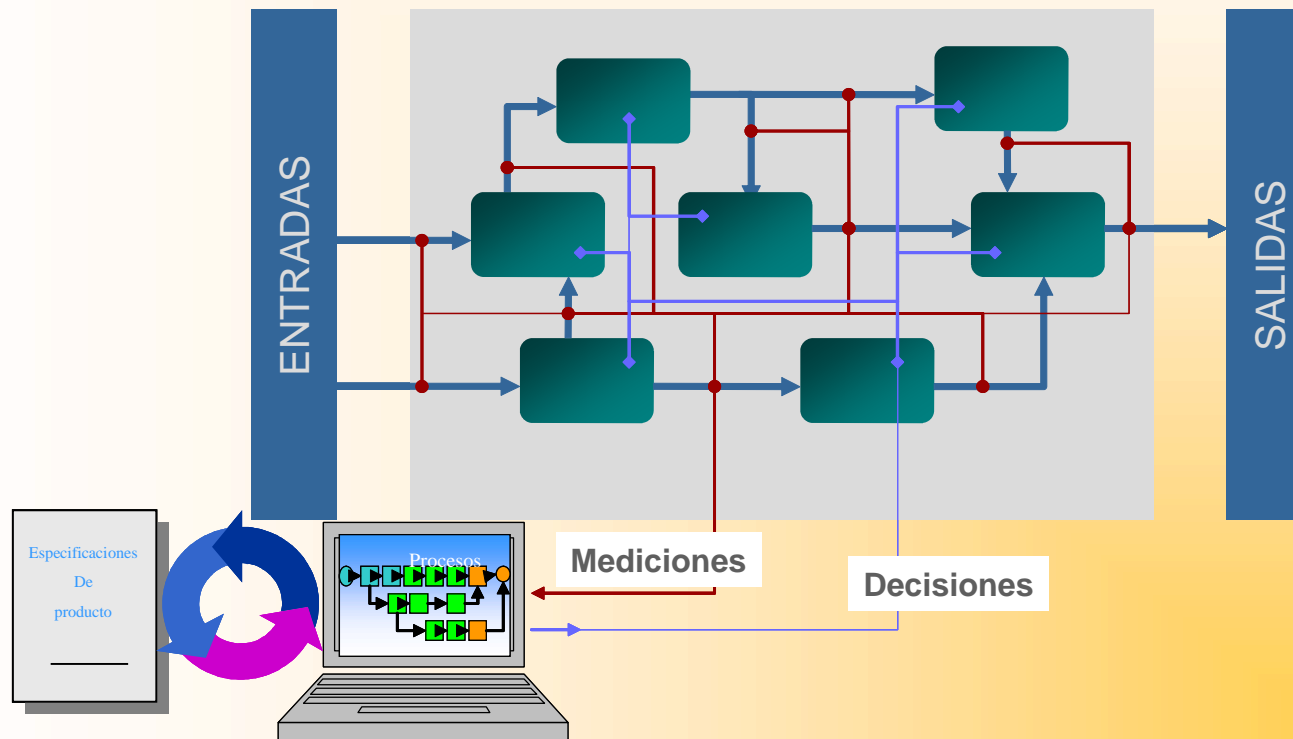 ENTRADAS
SALIDAS
Especificaciones
De
producto
Procesos
Mediciones
Decisiones